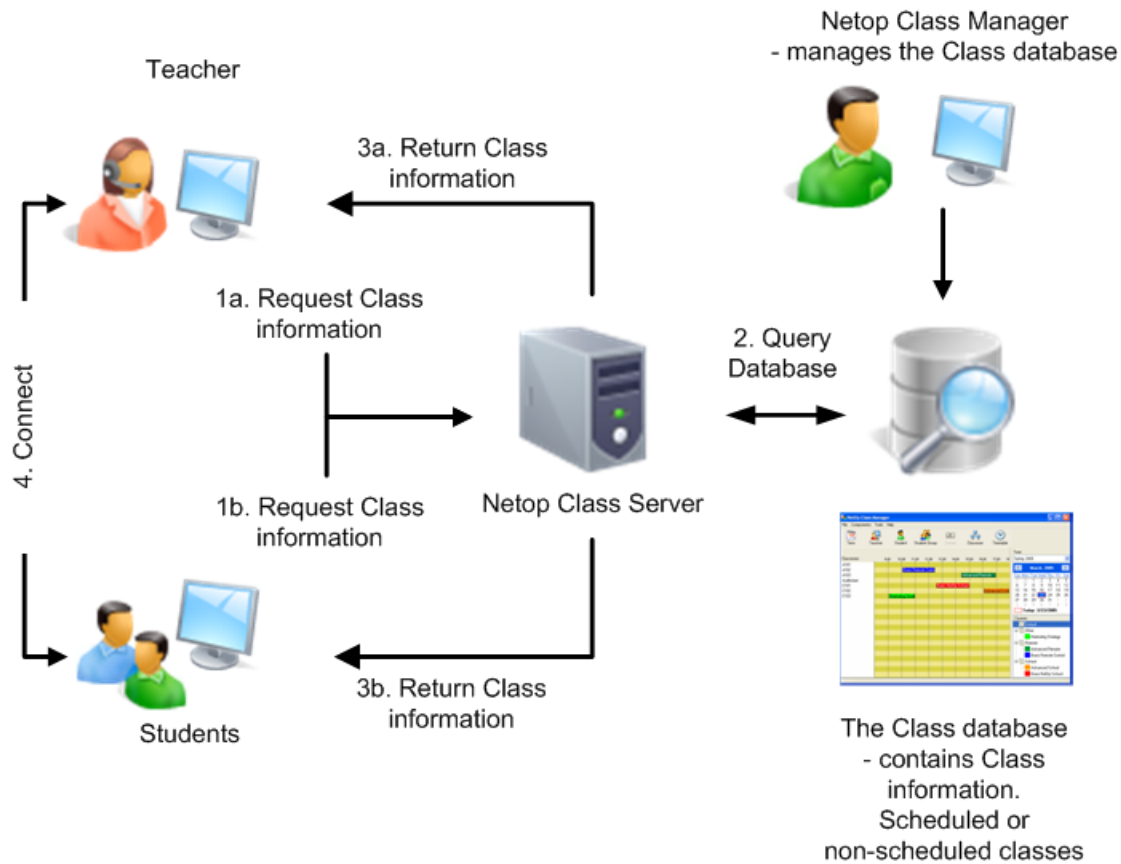 Netop Class Manager
- manages the Class database
Teacher
3a. Return Class
information
1a. Request Class
information
2. Query
Database
4. Connect
1b. Request Class
information
Netop Class Server
3b. Return Class
information
Students
The Class database
- contains Class
information.
Scheduled or
non-scheduled classes